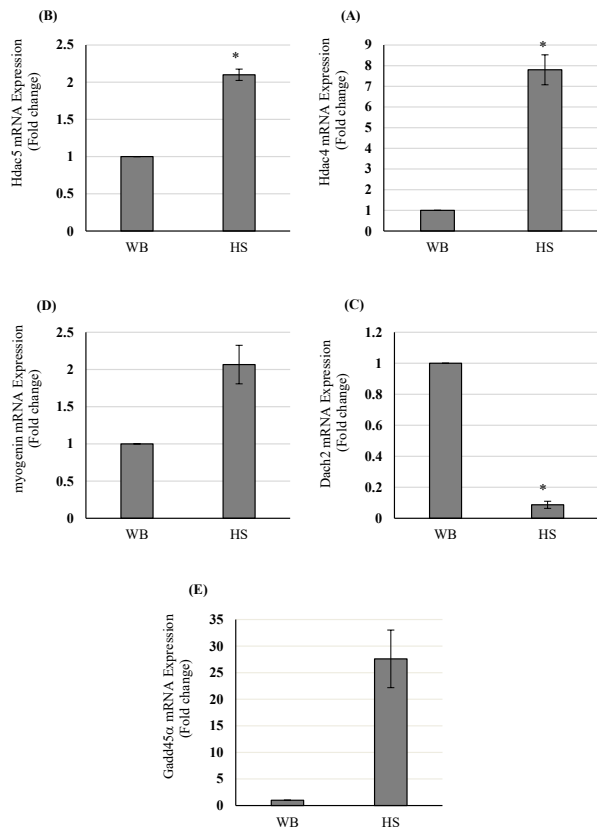 (B)
Hdac5 mRNA Expression
(Fold change)
2.5
2
1.5
1
0.5
0
*
WB HS
(A)
Hdac4 mRNA Expression
(Fold change)
9
8
7
6
5
4
3
2
1
0
*
WB HS
(D)
myogenin mRNA Expression
(Fold change)
2.5
2
1.5
1
0.5
0
WB HS
(C)
Dach2 mRNA Expression
(Fold change)
1.2
1
0.8
0.6
0.4
0.2
0
*
WB HS
(E)
Gadd45α mRNA Expression
(Fold change)
35
30
25
20
15
10
5
0
WB HS